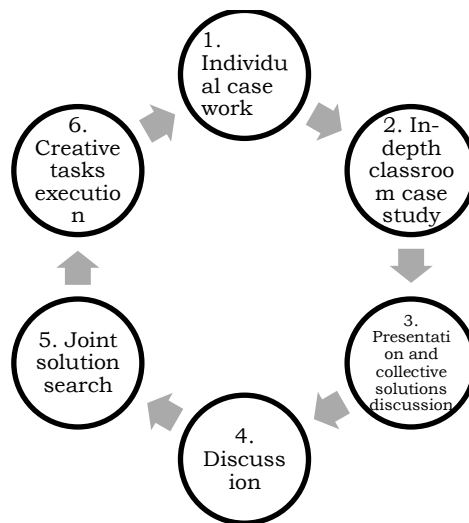 1.
Individu
al case
work
2. In-
depth
classroo
m case
study
3.
Presentati
on and
collective
solutions
discussion
4.
Discuss
ion
5. Joint
solution
search
6.
Creative
tasks
executio
n